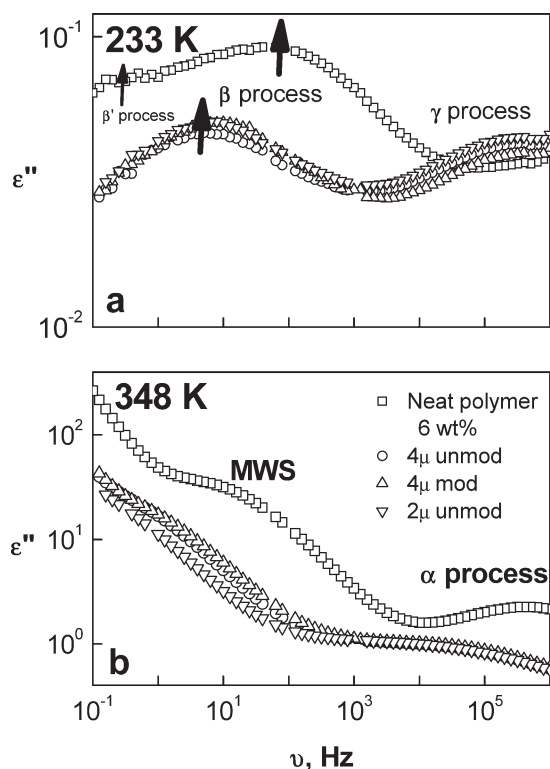 10⁻¹
233 K
β' process
β process
γ process
ε"
a
10⁻²
348 K
Neat polymer
6 wt%
4μ unmod
4μ mod
2μ unmod
10²
MWS
ε"
10¹
α process
10⁰
b
10⁻¹ 10¹ 10³ 10⁵
υ, Hz